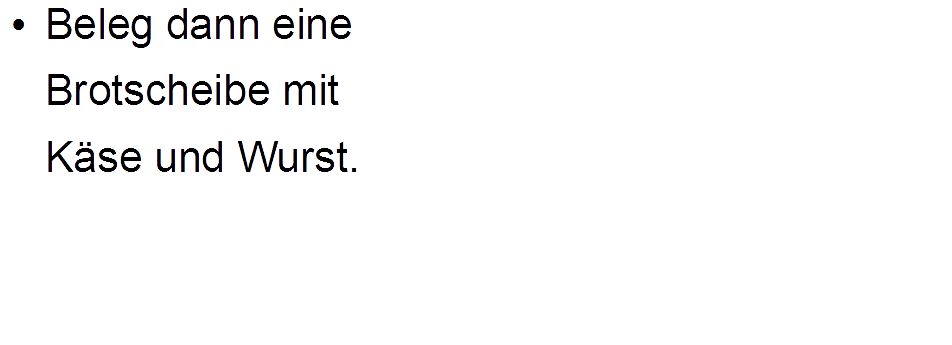 • Beleg dann eine
Brotscheibe mit
Käse und Wurst.